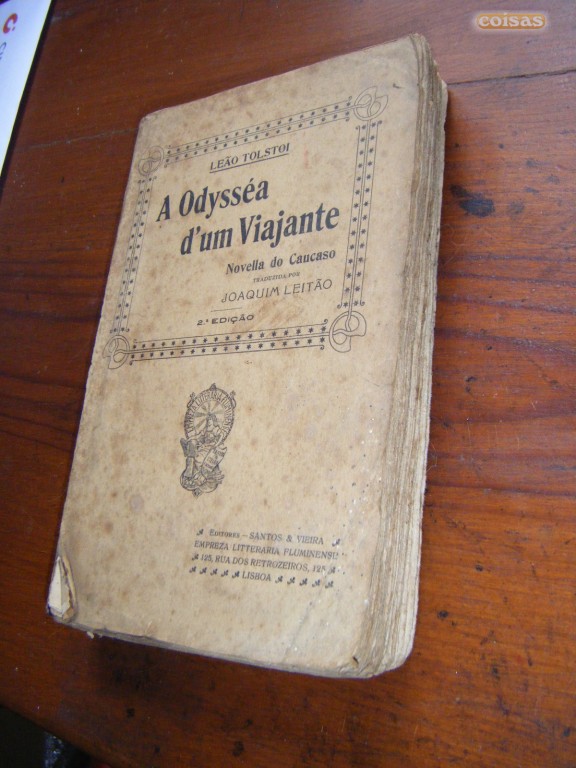 coisas
LEÃO TOLSTOI
A Odysséa
d'um Viajante
Novella do Caucaso
TRADUZIDA POR
JOAQUIM LEITÃO
2.ª EDIÇÃO
EDITORES — SANTOS & VIEIRA
EMPREZA LITTERARIA FLUMINENSE
125, RUA DOS RETROZEIROS, 125
LISBOA